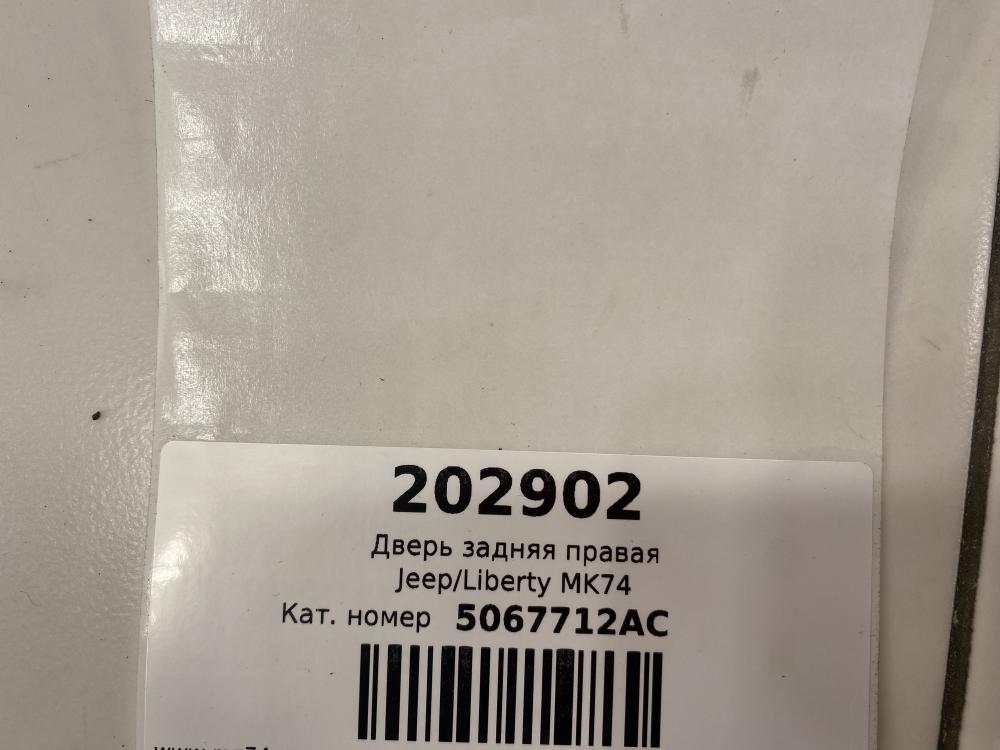 202902
Дверь задняя правая
Jeep/Liberty MK74
Кат. номер 5067712AC